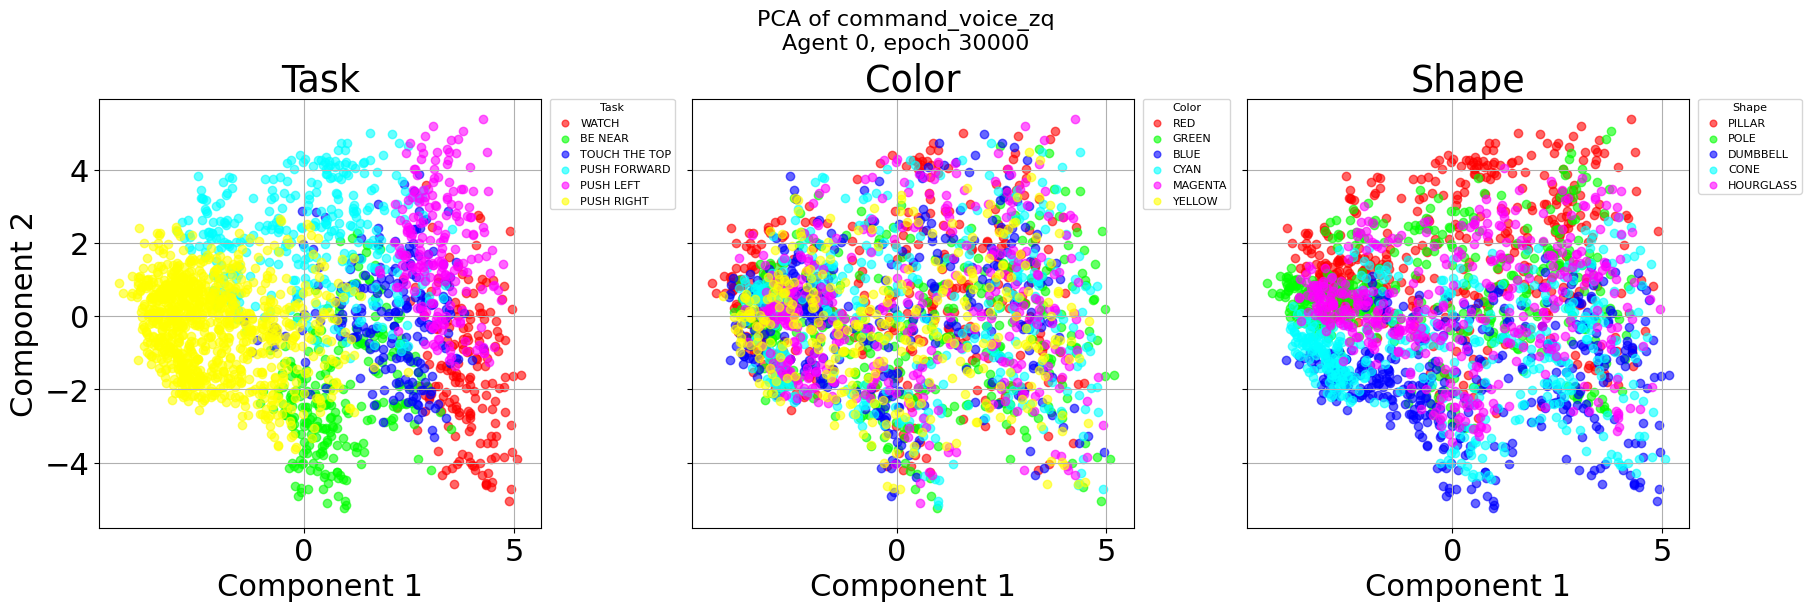 PCA of command_voice_zq
Agent 0, epoch 30000
Task
Color
Shape
Task
WATCH
BE NEAR
TOUCH THE TOP
PUSH FORWARD
PUSH LEFT
PUSH RIGHT
Color
RED
GREEN
BLUE
CYAN
MAGENTA
YELLOW
Shape
PILLAR
POLE
DUMBBELL
CONE
HOURGLASS
Component 2
4
2
0
−2
−4
0 5
0 5
0 5
Component 1
Component 1
Component 1